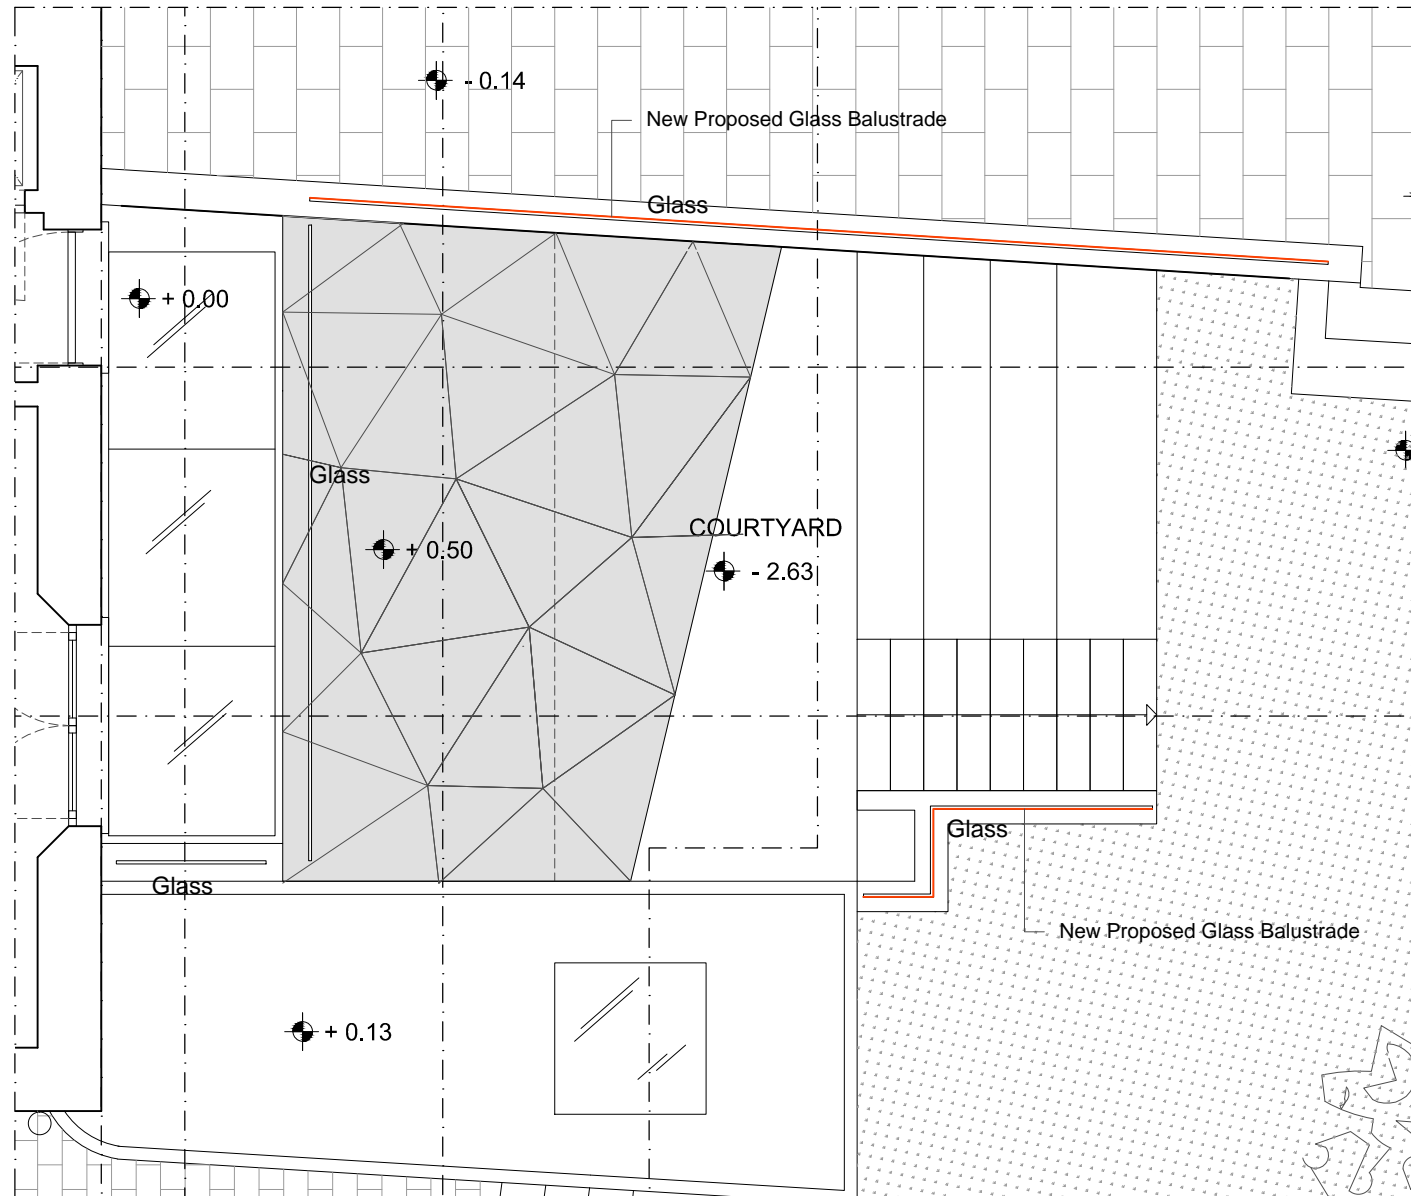 - 0.14
New Proposed Glass Balustrade
Glass
+ 0.00
Glass
COURTYARD
+ 0.50
- 2.63
Glass
Glass
New Proposed Glass Balustrade
+ 0.13